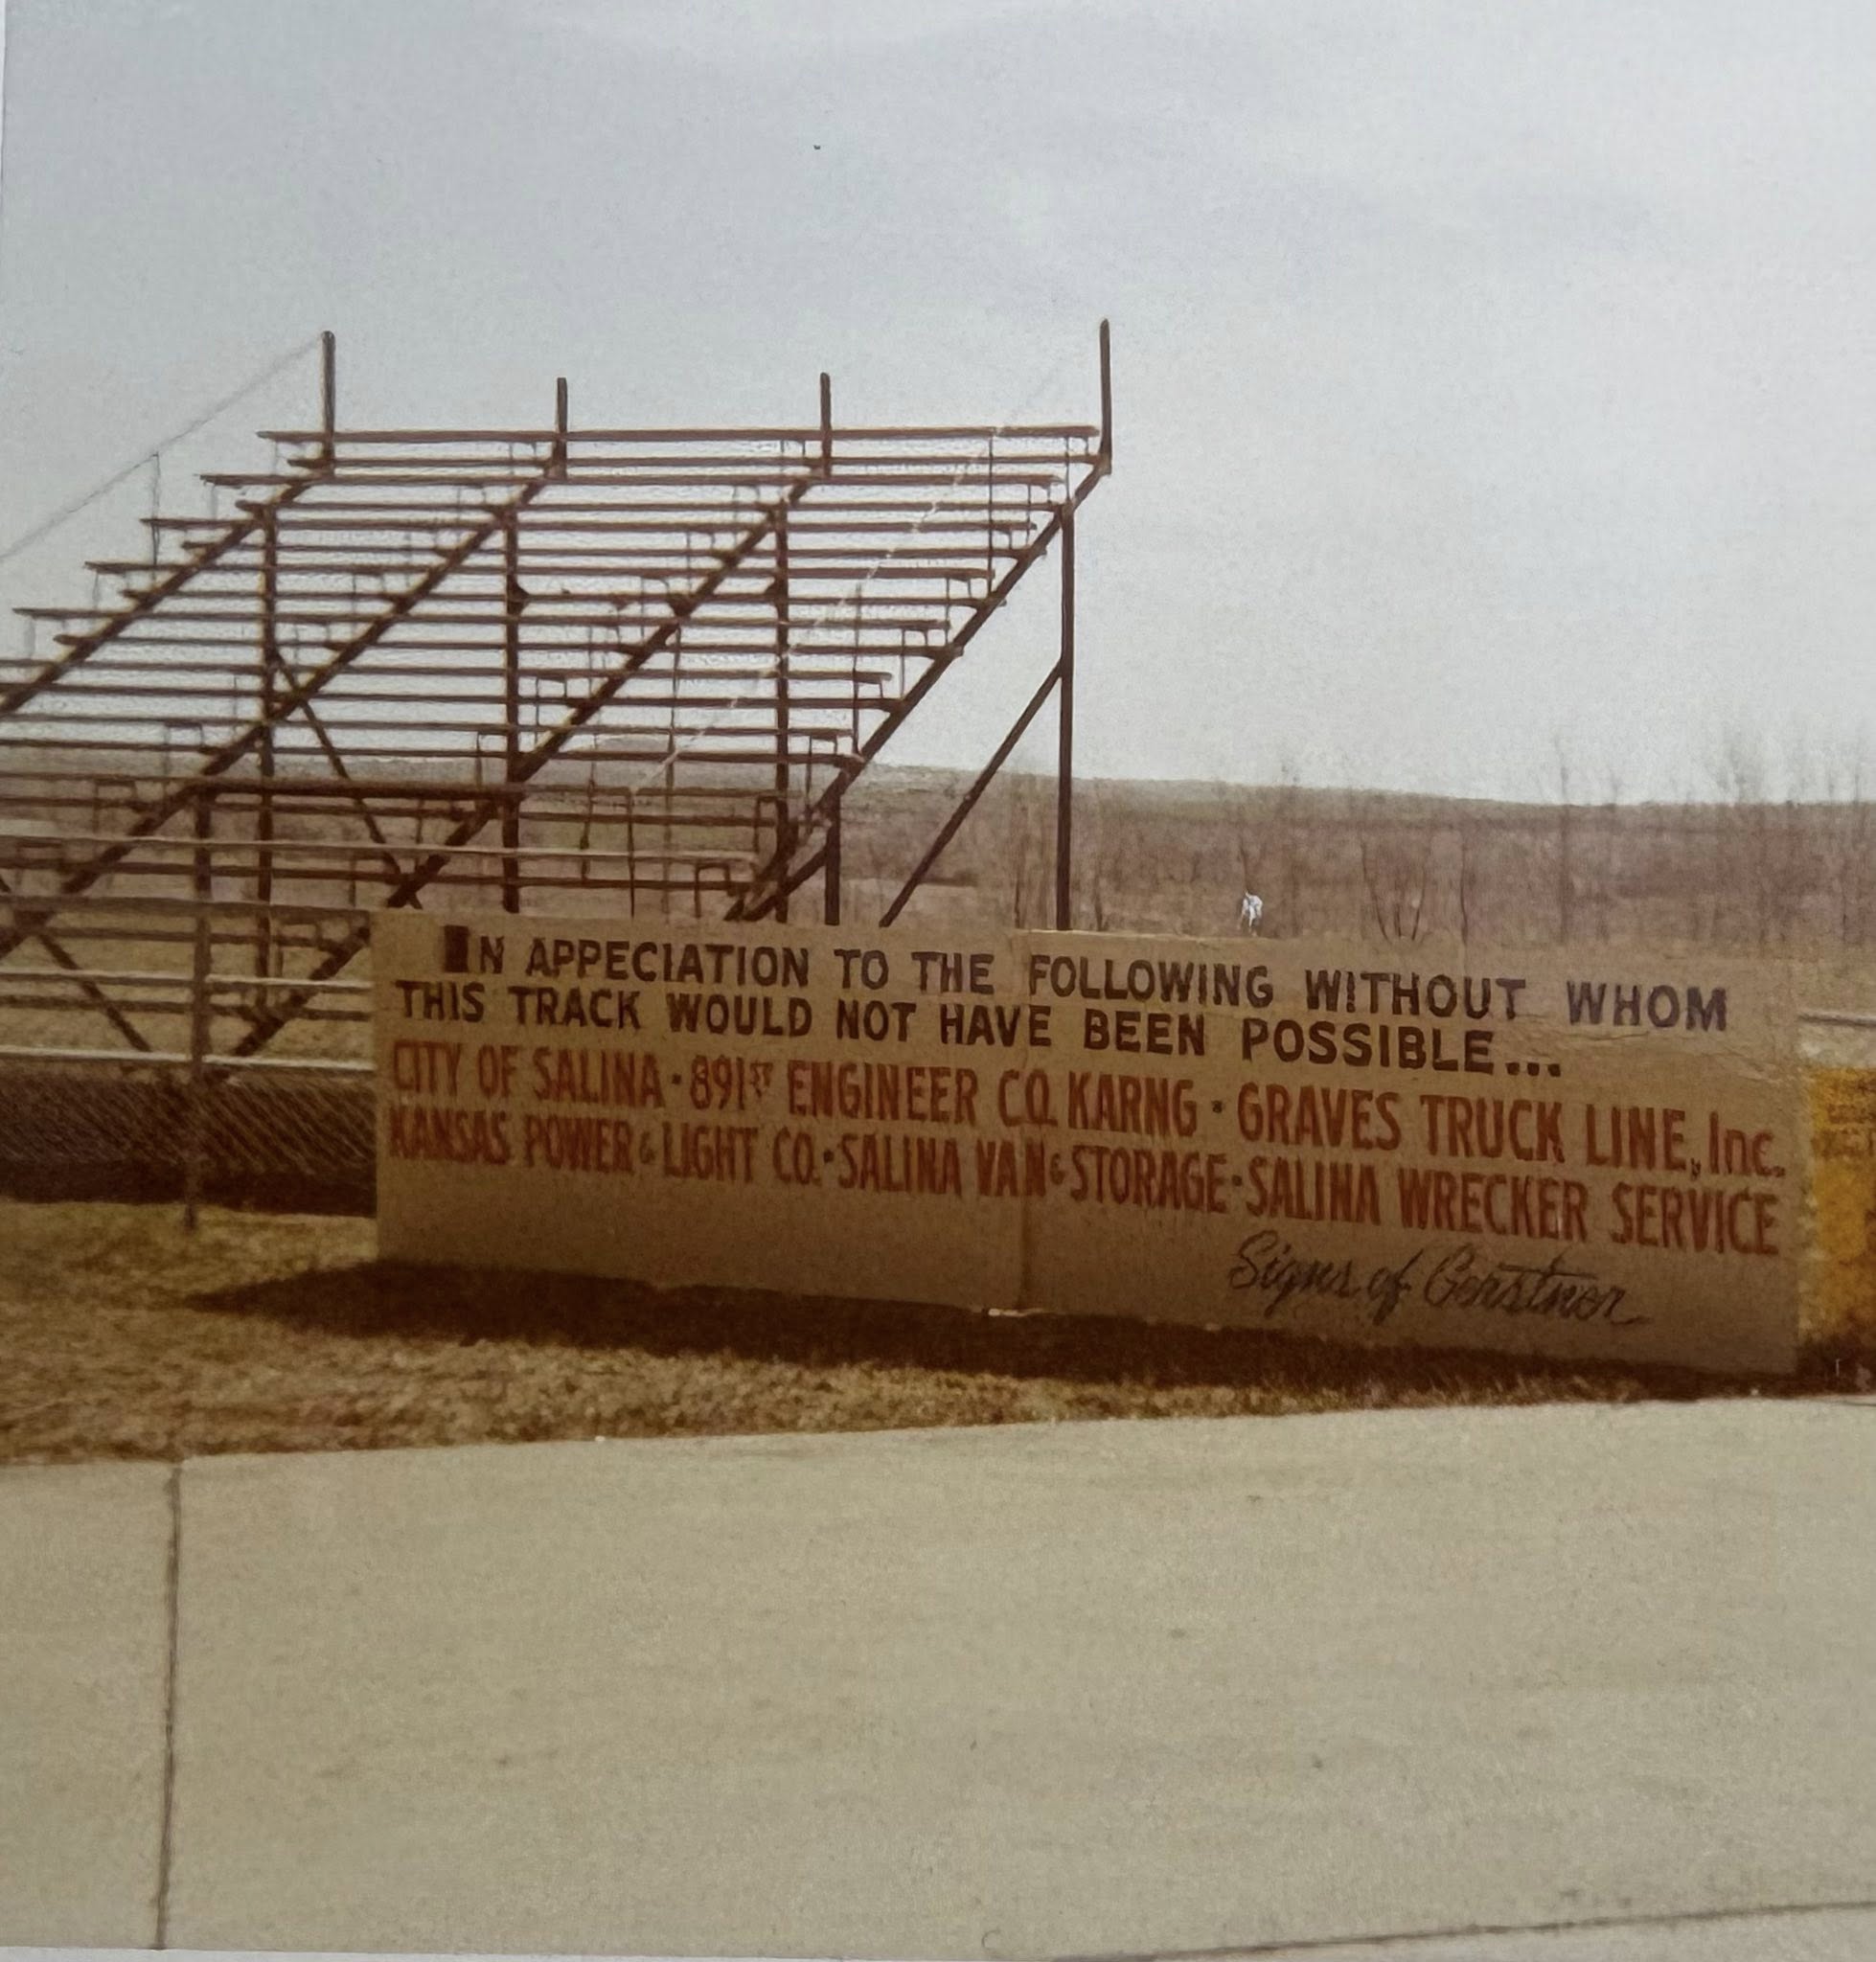 IN APPECIATION TO THE FOLLOWING WITHOUT WHOM
THIS TRACK WOULD NOT HAVE BEEN POSSIBLE...
CITY OF SALINA · 891ST ENGINEER CO. KARNG · GRAVES TRUCK LINE, Inc.
KANSAS POWER & LIGHT CO. · SALINA VAN & STORAGE · SALINA WRECKER SERVICE
Signs of Gerstner